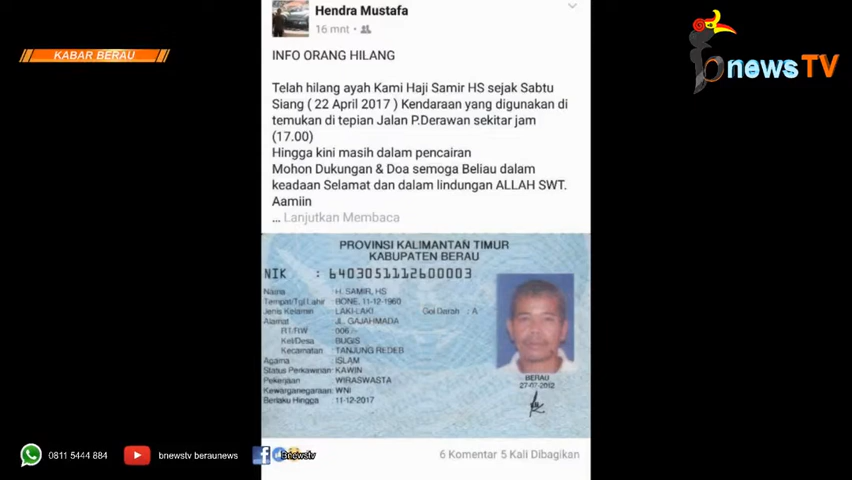 Hendra Mustafa
16 mnt
KABAR BERAU
bnewsTV
INFO ORANG HILANG
Telah hilang ayah Kami Haji Samir HS sejak Sabtu
Siang ( 22 April 2017 ) Kendaraan yang digunakan di
temukan di tepian Jalan P.Derawan sekitar jam
(17.00)
Hingga kini masih dalam pencairan
Mohon Dukungan & Doa semoga Beliau dalam
keadaan Selamat dan dalam lindungan ALLAH SWT.
Aamiin
... Lanjutkan Membaca
PROVINSI KALIMANTAN TIMUR
KABUPATEN BERAU
NIK : 6403051112600003
Nama : H. SAMIR, HS
Tempat/Tgl Lahir : BONE, 11-12-1960
Jenis Kelamin : LAKI-LAKI Gol Darah : A
Alamat : JL. GAJAHMADA
RT/RW : 006/-
Kel/Desa : BUGIS
Kecamatan : TANJUNG REDEB
Agama : ISLAM
Status Perkawinan : KAWIN
Pekerjaan : WIRASWASTA
Kewarganegaraan : WNI
Berlaku Hingga : 11-12-2017
BERAU
27-07-2012
6 Komentar 5 Kali Dibagikan
0811 5444 884
bnewstv beraunews
Bnewstv